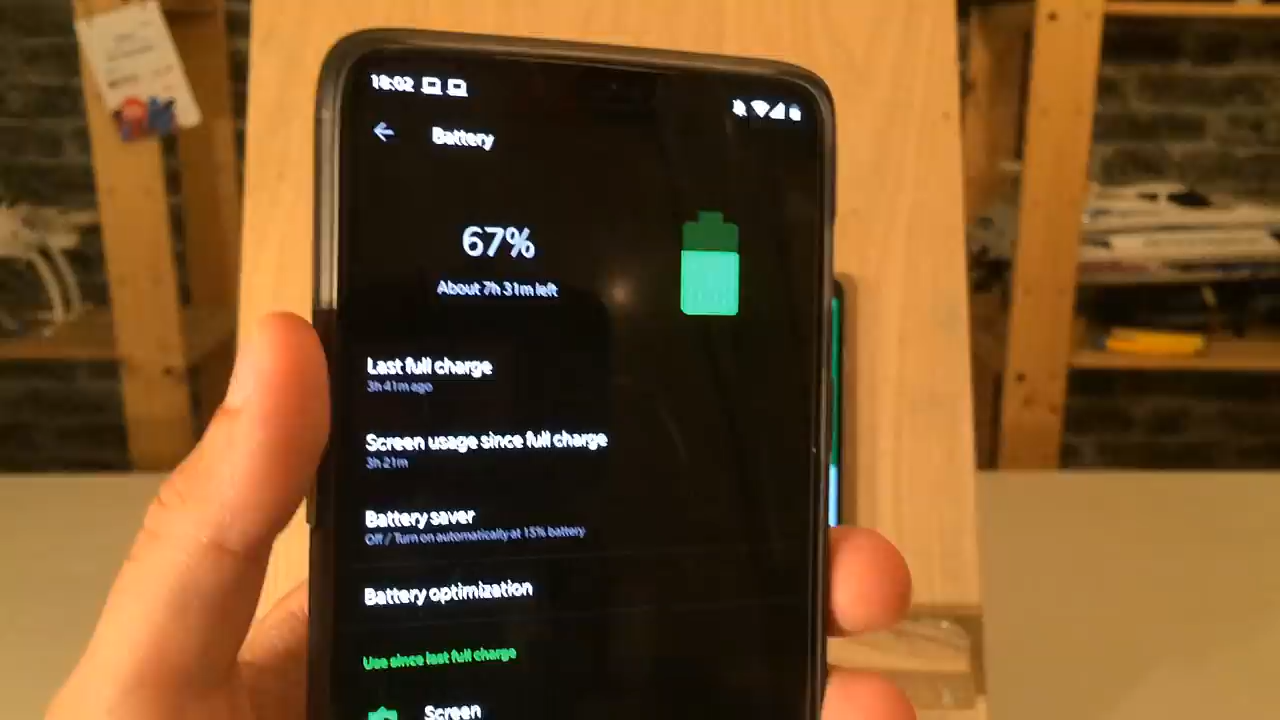 18:02
Battery
67%
About 7h 31m left
Last full charge
3h 41m ago
Screen usage since full charge
3h 21m
Battery saver
Off / Turn on automatically at 15% battery
Battery optimization
Use since last full charge
Screen